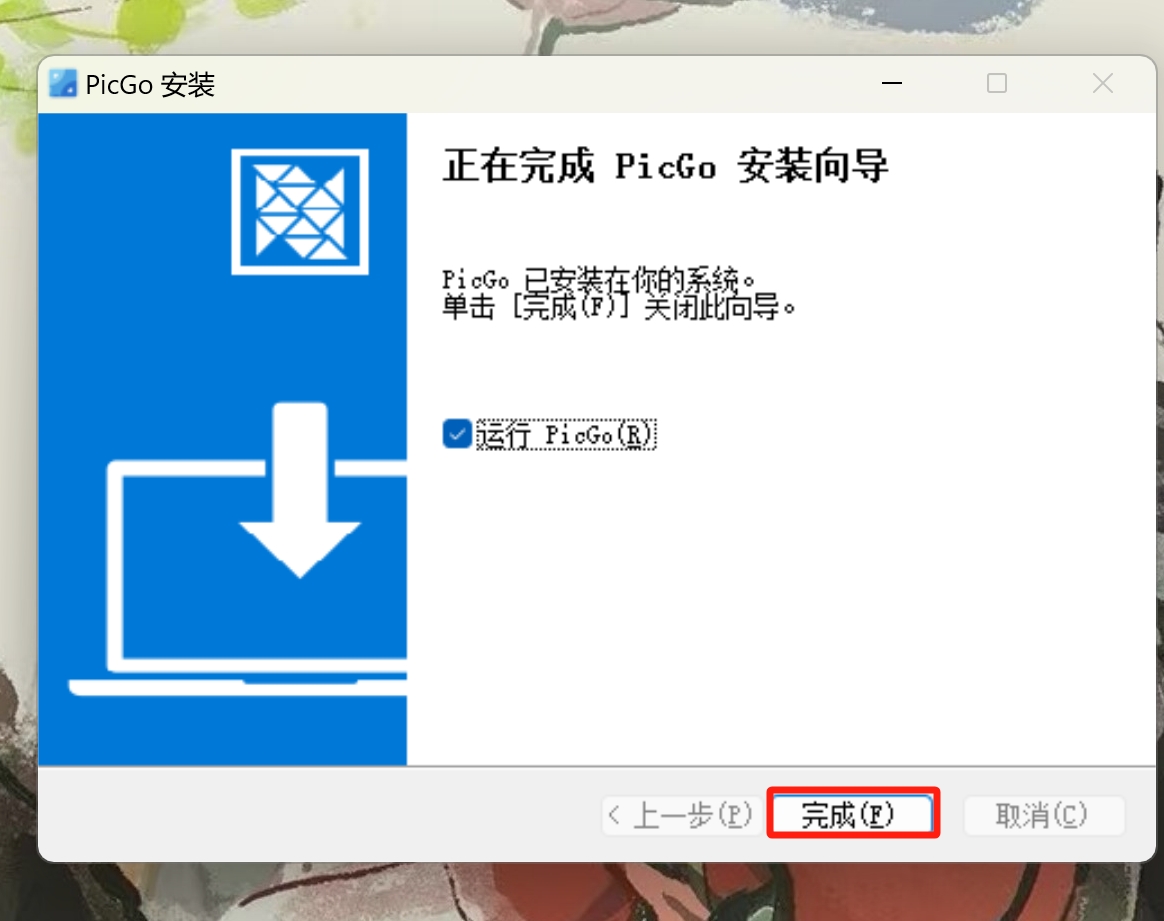 PicGo 安装
正在完成 PicGo 安装向导
PicGo 已安装在你的系统。
单击 [完成(F)] 关闭此向导。
运行 PicGo(R)
< 上一步(P)
完成(F)
取消(C)